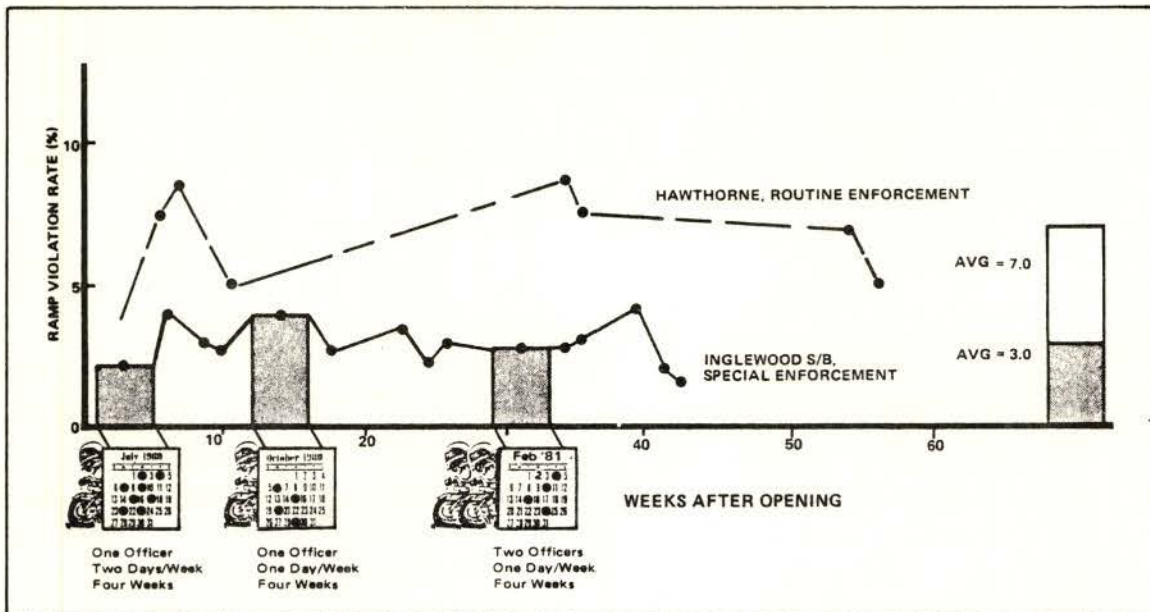 RAMP VIOLATION RATE (%)
10
5
0
HAWTHORNE, ROUTINE ENFORCEMENT
INGLEWOOD S/B,
SPECIAL ENFORCEMENT
AVG = 7.0
AVG = 3.0
10
20
40
50
60
WEEKS AFTER OPENING
July 1980
October 1980
Feb '81
One Officer
Two Days/Week
Four Weeks
One Officer
One Day/Week
Four Weeks
Two Officers
One Day/Week
Four Weeks